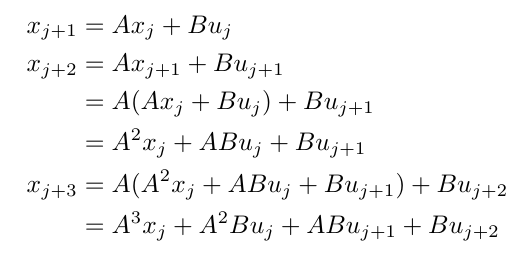 x_{j+1} = Ax_j + Bu_j
x_{j+2} = Ax_{j+1} + Bu_{j+1}
= A(Ax_j + Bu_j) + Bu_{j+1}
= A^2x_j + ABu_j + Bu_{j+1}
x_{j+3} = A(A^2x_j + ABu_j + Bu_{j+1}) + Bu_{j+2}
= A^3x_j + A^2Bu_j + ABu_{j+1} + Bu_{j+2}